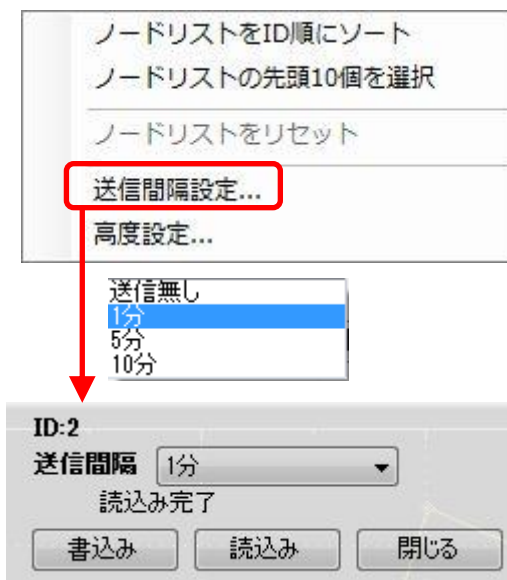 ノードリストをID順にソート
ノードリストの先頭10個を選択
ノードリストをリセット
送信間隔設定...
高度設定...
送信無し
1分
5分
10分
ID:2
送信間隔 1分
読込み完了
書込み 読込み 閉じる